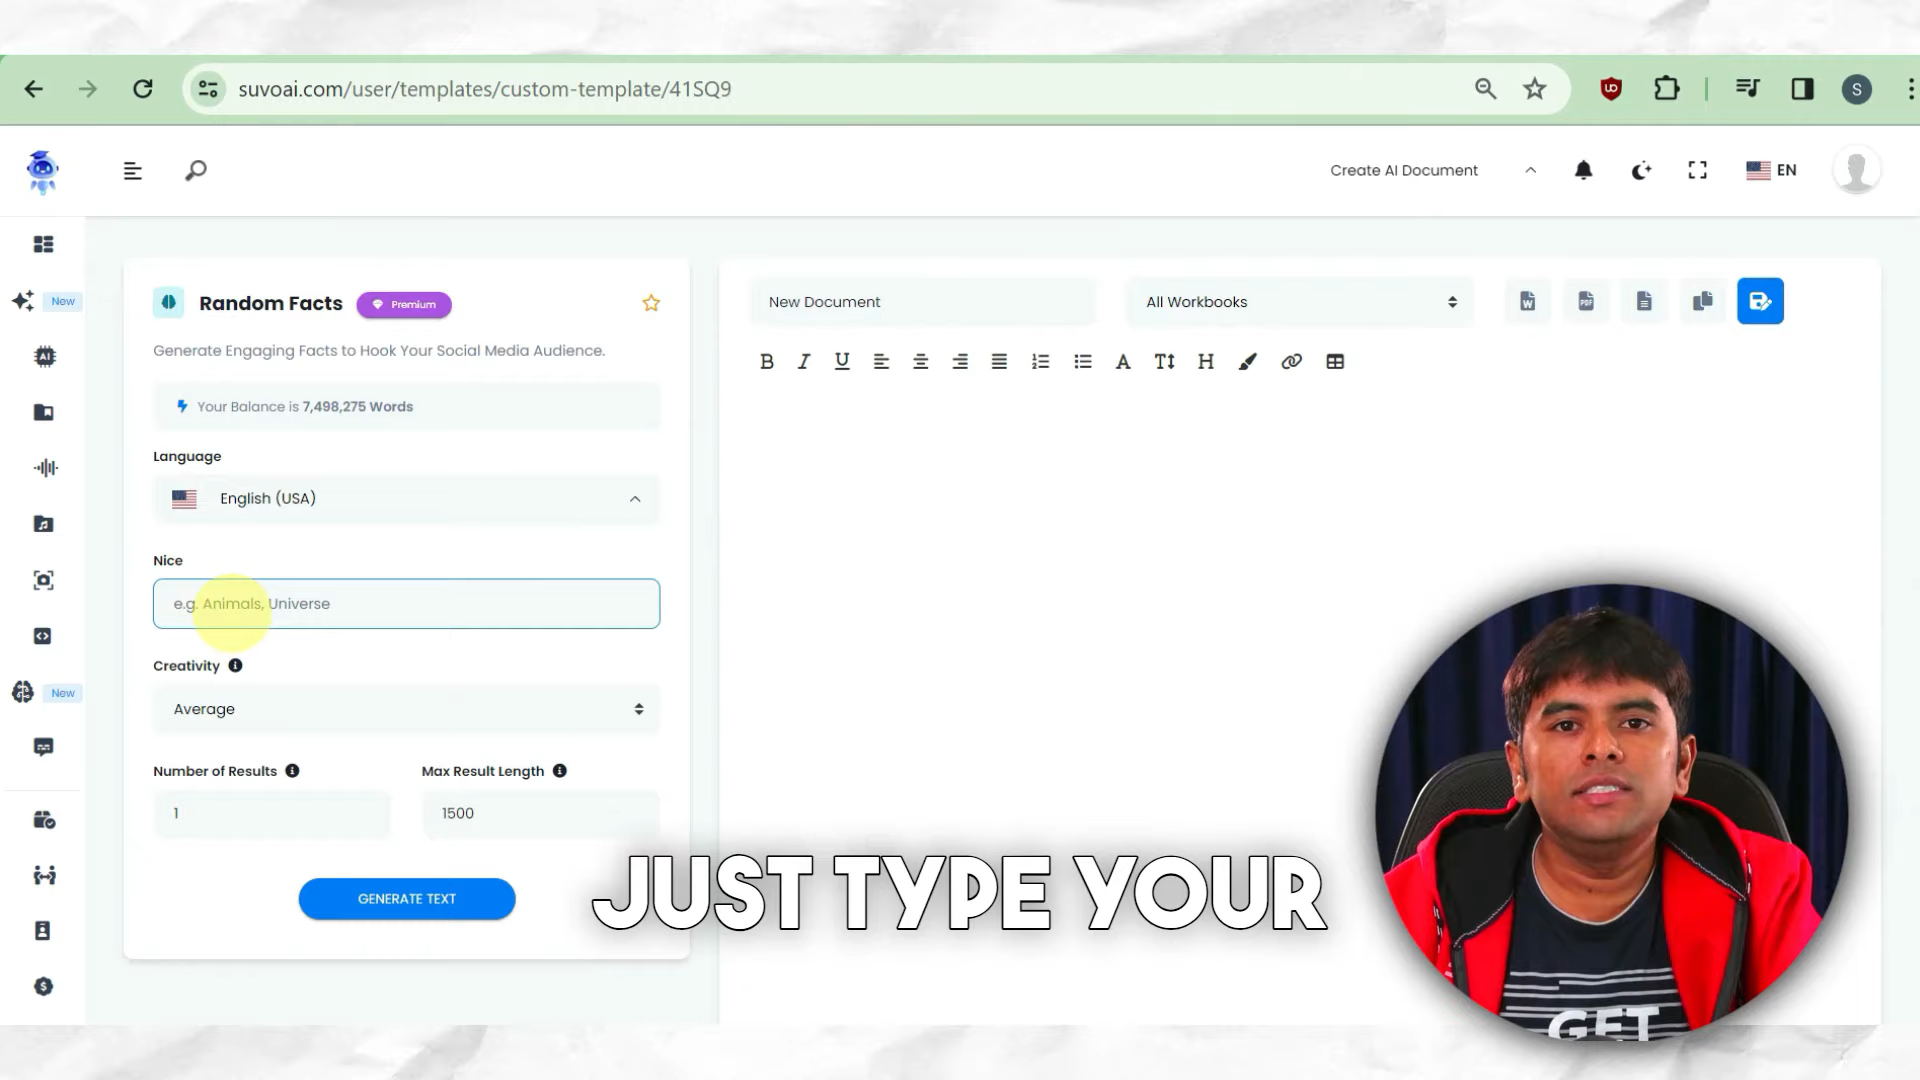 suvoai.com/user/templates/custom-template/41SQ9
S
Create AI Document
EN
New
Random Facts
Premium
Generate Engaging Facts to Hook Your Social Media Audience.
Your Balance is 7,498,275 Words
Language
English (USA)
Nice
e.g. Animals, Universe
Creativity
Average
Number of Results
Max Result Length
1
1500
GENERATE TEXT
New Document
All Workbooks
W
PDF
B I U A T H
AI
New
JUST TYPE YOUR
GET